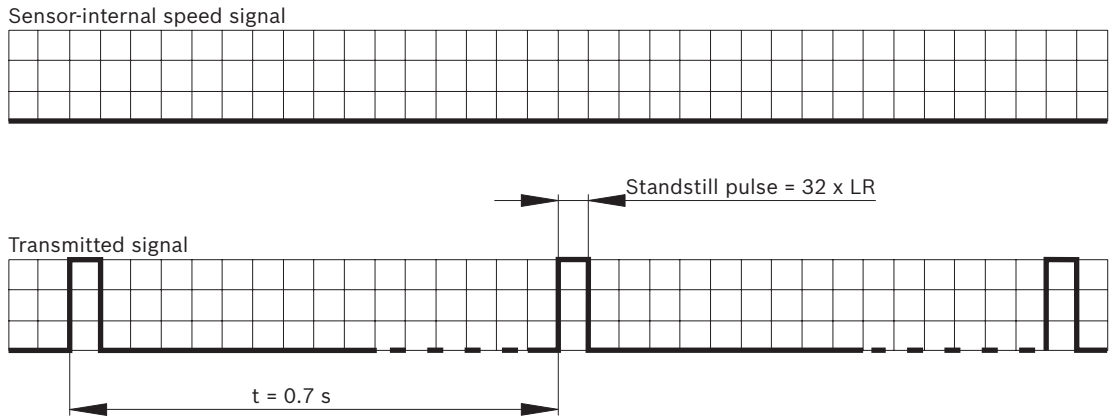 Sensor-internal speed signal
Standstill pulse = 32 x LR
Transmitted signal
t = 0.7 s